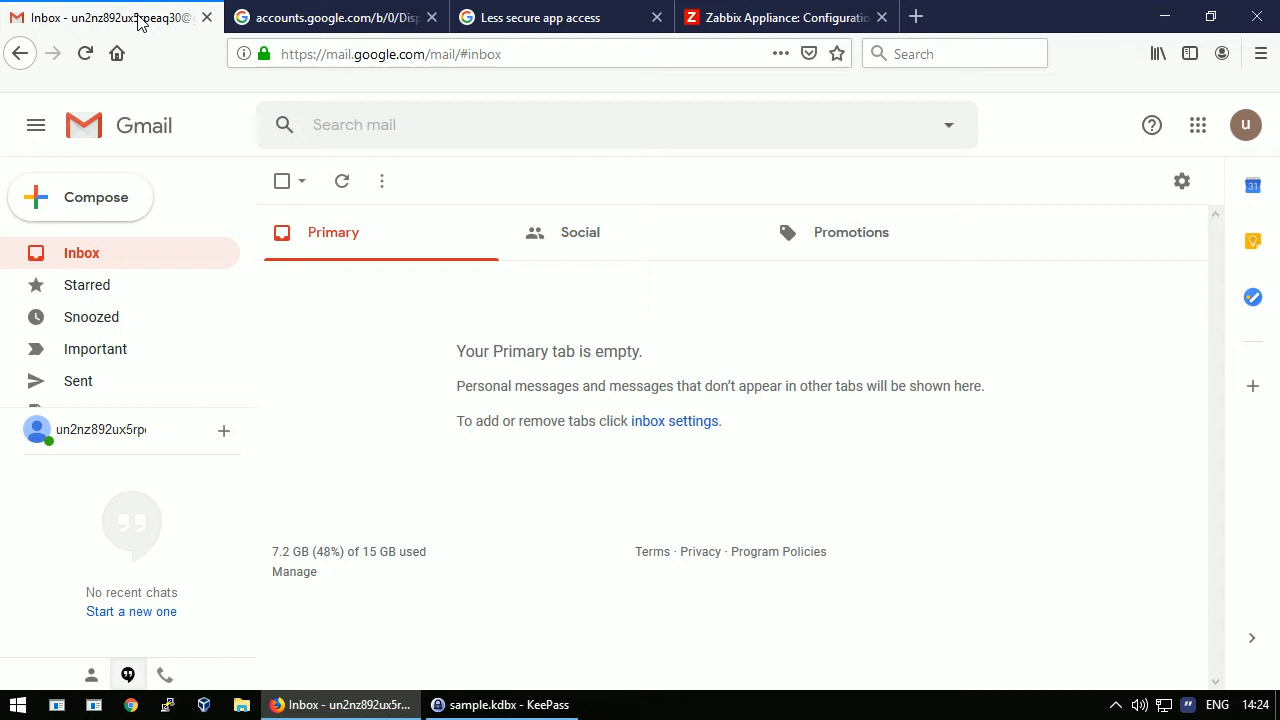 Inbox - un2nz892ux5rpeaq30@
accounts.google.com/b/0/Disp
Less secure app access
Zabbix Appliance: Configuratio
https://mail.google.com/mail/#inbox
Search
Gmail
Search mail
u
Compose
31
Primary
Social
Promotions
Inbox
Starred
Snoozed
Your Primary tab is empty.
Important
Personal messages and messages that don't appear in other tabs will be shown here.
Sent
To add or remove tabs click inbox settings.
un2nz892ux5rp
7.2 GB (48%) of 15 GB used
Terms · Privacy · Program Policies
Manage
No recent chats
Start a new one
Inbox - un2nz892ux5r...
sample.kdbx - KeePass
ENG
14:24